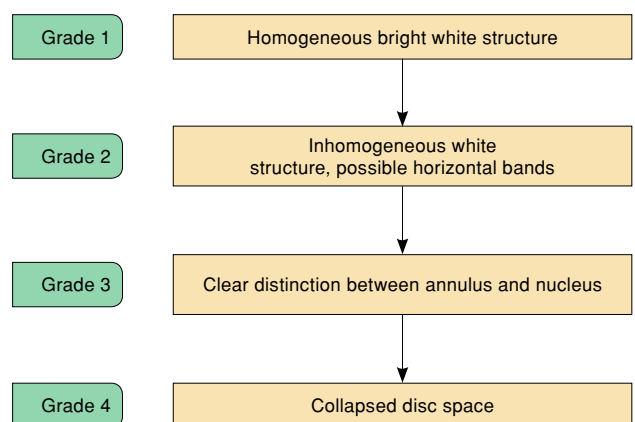 Grade 1
Homogeneous bright white structure
Grade 2
Inhomogeneous white
structure, possible horizontal bands
Grade 3
Clear distinction between annulus and nucleus
Grade 4
Collapsed disc space